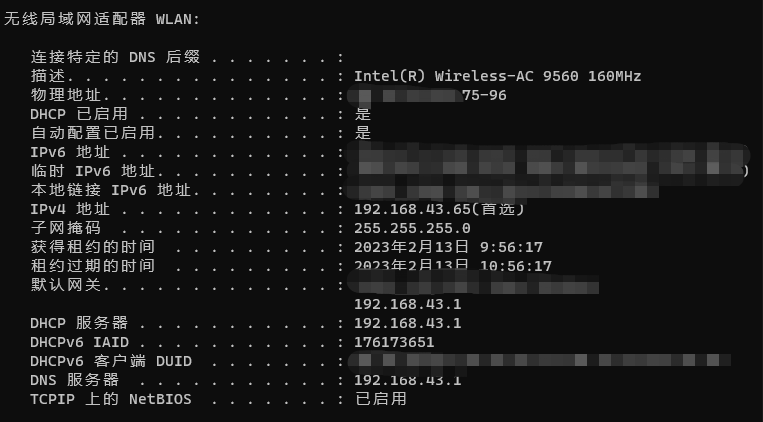 无线局域网适配器 WLAN:
连接特定的 DNS 后缀 . . . . . . . :
描述. . . . . . . . . . . . . . . : Intel(R) Wireless-AC 9560 160MHz
物理地址. . . . . . . . . . . . . : 75-96
DHCP 已启用 . . . . . . . . . . . : 是
自动配置已启用. . . . . . . . . . : 是
IPv6 地址 . . . . . . . . . . . . :
临时 IPv6 地址. . . . . . . . . . : )
本地链接 IPv6 地址. . . . . . . . :
IPv4 地址 . . . . . . . . . . . . : 192.168.43.65(首选)
子网掩码 . . . . . . . . . . . . : 255.255.255.0
获得租约的时间 . . . . . . . . . : 2023年2月13日 9:56:17
租约过期的时间 . . . . . . . . . : 2023年2月13日 10:56:17
默认网关. . . . . . . . . . . . . :
192.168.43.1
DHCP 服务器 . . . . . . . . . . . : 192.168.43.1
DHCPv6 IAID . . . . . . . . . . . : 176173651
DHCPv6 客户端 DUID . . . . . . . :
DNS 服务器 . . . . . . . . . . . : 192.168.43.1
TCPIP 上的 NetBIOS . . . . . . . : 已启用